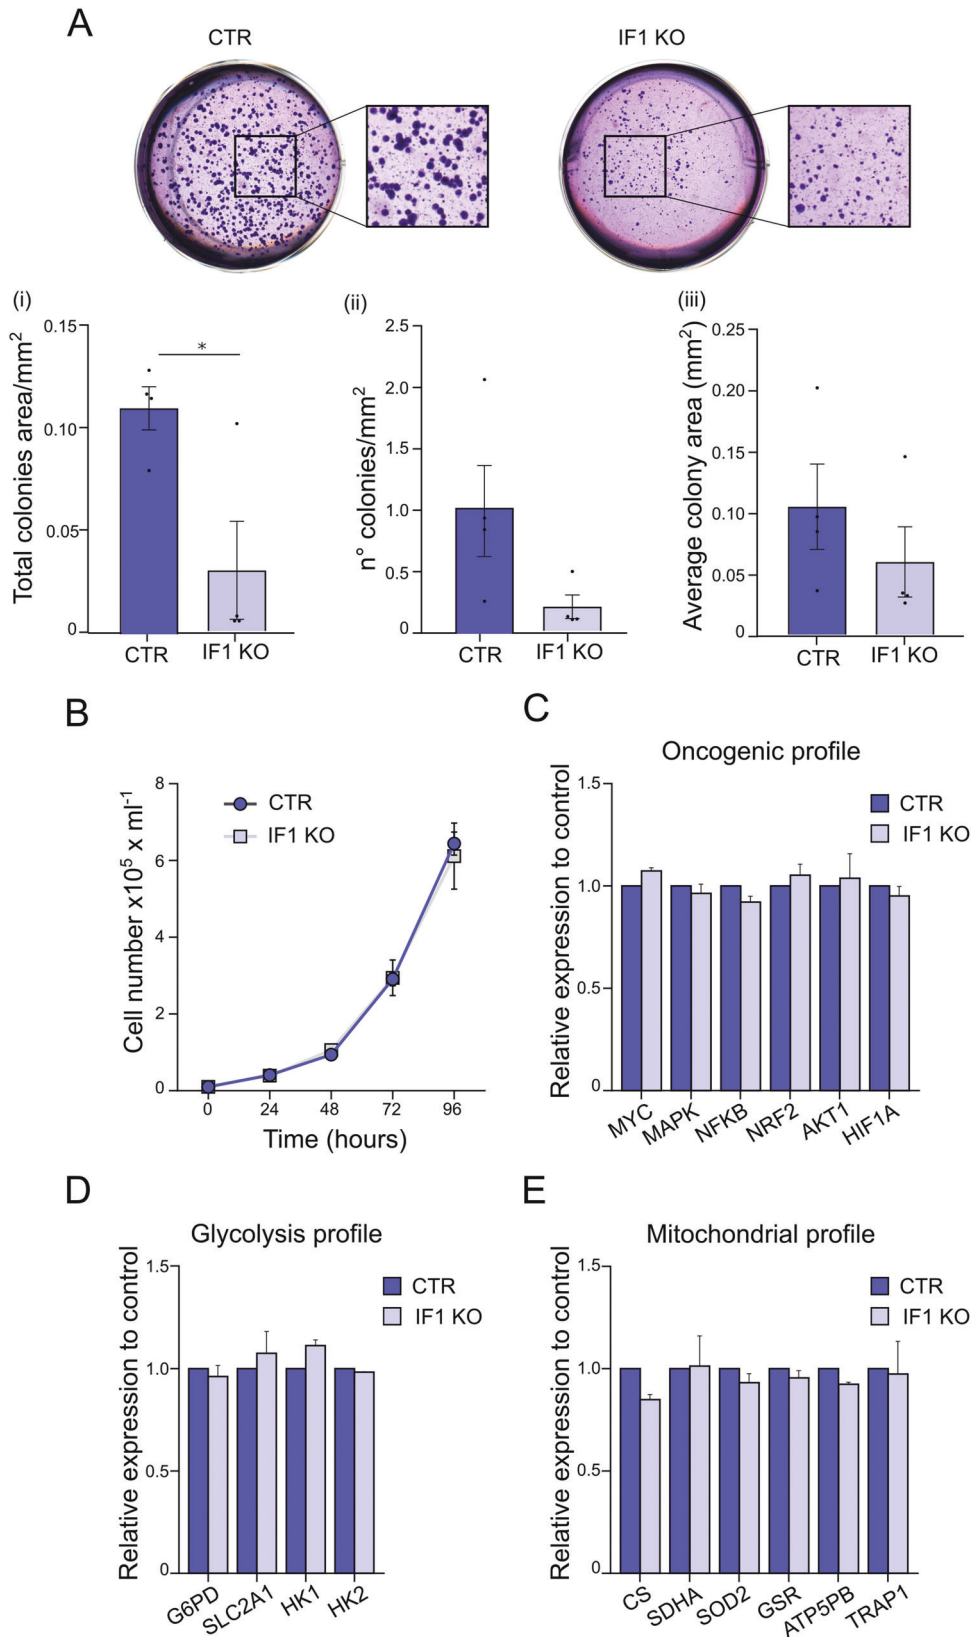 A
CTR
IF1 KO
(i)
Total colonies area/mm²
0.15
0.10
0.05
0
*
CTR
IF1 KO
(ii)
n° colonies/mm²
2.5
2.0
1.5
1.0
0.5
0
CTR
IF1 KO
(iii)
Average colony area (mm²)
0.25
0.20
0.15
0.10
0.05
0
CTR
IF1 KO
B
Cell number x10⁵ x ml⁻¹
8
6
4
2
0
CTR
IF1 KO
0
24
48
72
96
Time (hours)
C
Oncogenic profile
Relative expression to control
1.5
1.0
0.5
0
CTR
IF1 KO
MYC
MAPK
NFKB
NRF2
AKT1
HIF1A
D
Glycolysis profile
Relative expression to control
1.5
1.0
0.5
0
CTR
IF1 KO
G6PD
SLC2A1
HK1
HK2
E
Mitochondrial profile
Relative expression to control
1.5
1.0
0.5
0
CTR
IF1 KO
CS
SDHA
SOD2
GSR
ATP5PB
TRAP1